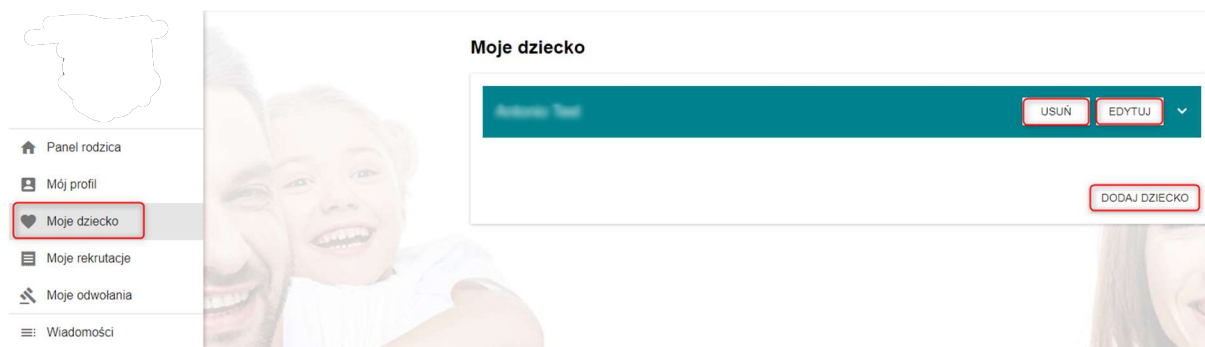 Moje dziecko
USUŃ
EDYTUJ
Panel rodzica
Mój profil
Moje dziecko
DODAJ DZIECKO
Moje rekrutacje
Moje odwołania
Wiadomości